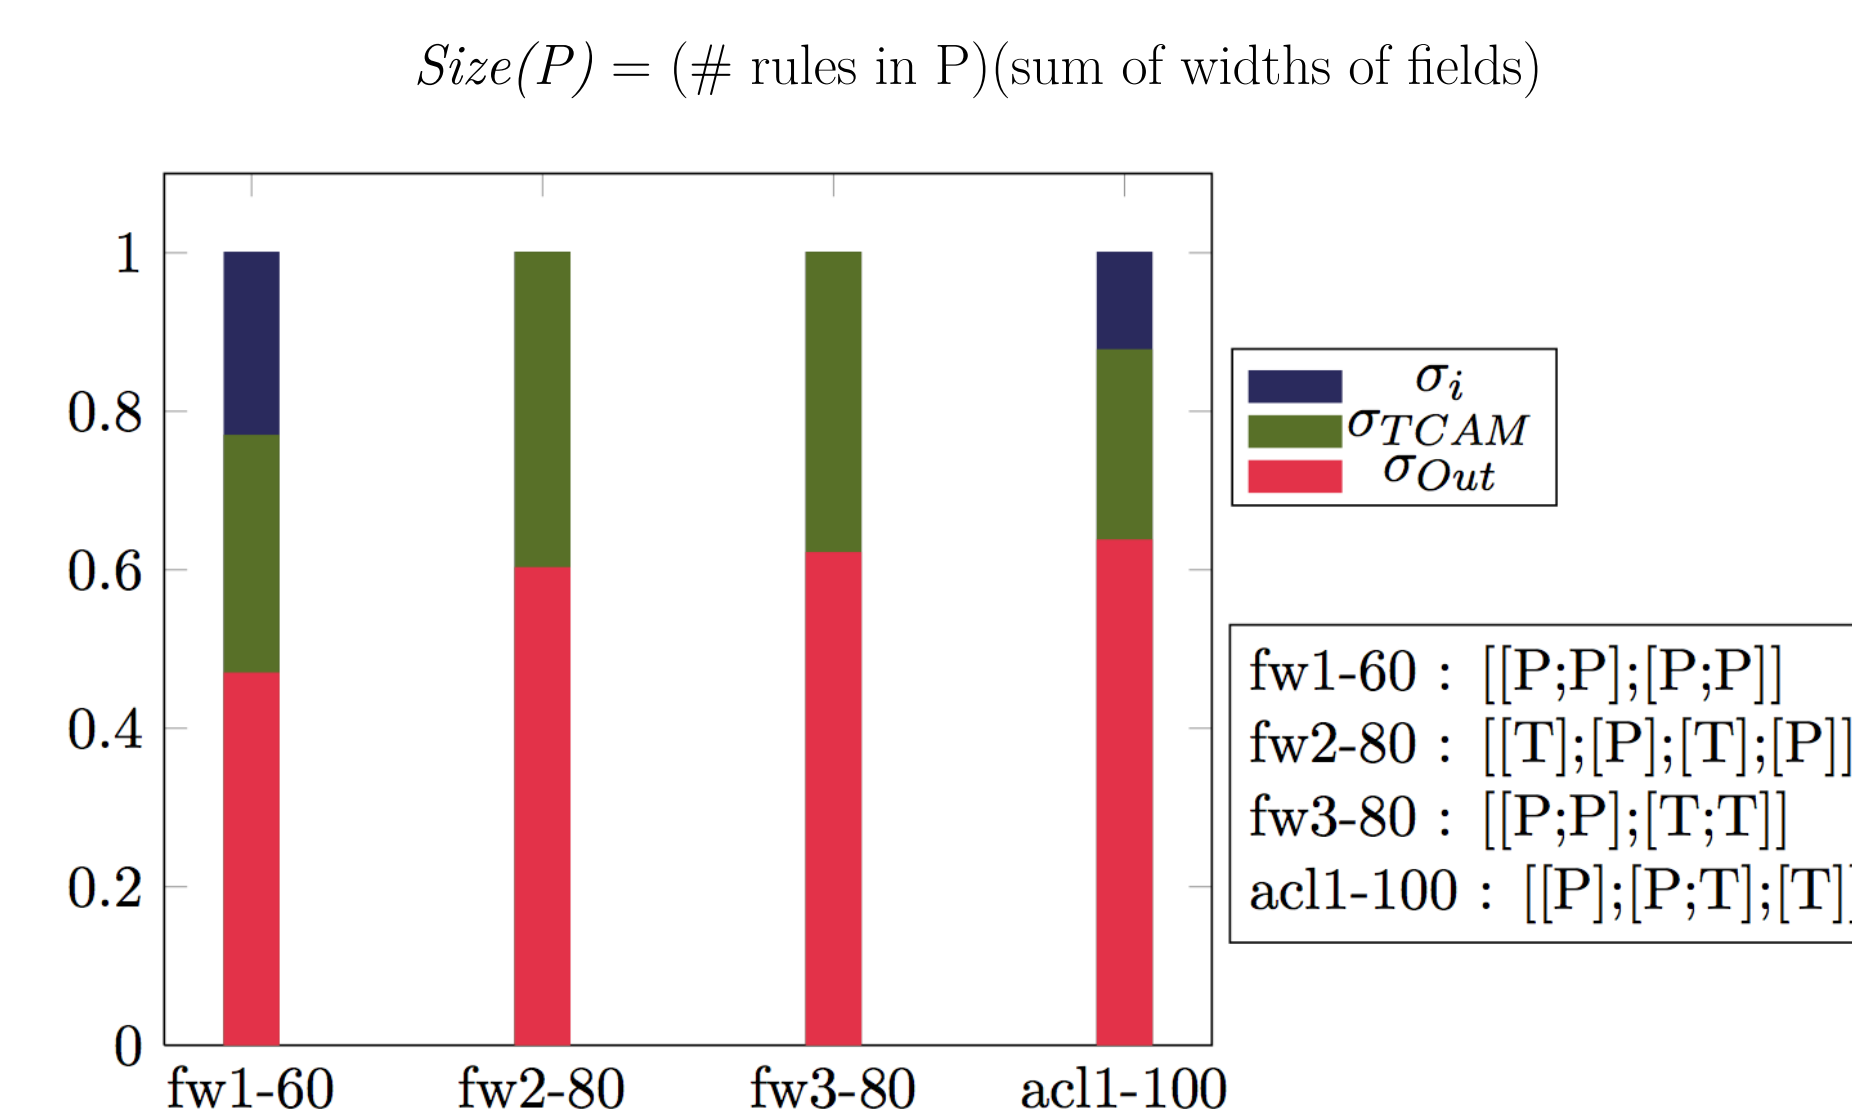 Size(P) = (# rules in P)(sum of widths of fields)
1
0.8
0.6
0.4
0.2
0
fw1-60 fw2-80 fw3-80 acl1-100
σi
σTCAM
σOut
fw1-60 : [[P;P];[P;P]]
fw2-80 : [[T];[P];[T];[P]]
fw3-80 : [[P;P];[T;T]]
acl1-100 : [[P];[P;T];[T]]